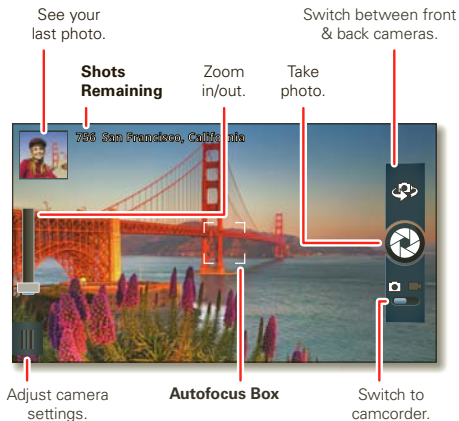 See your
last photo.
Switch between front
& back cameras.
Shots
Remaining
Zoom
in/out.
Take
photo.
756 San Francisco, California
Adjust camera
settings.
Autofocus Box
Switch to
camcorder.